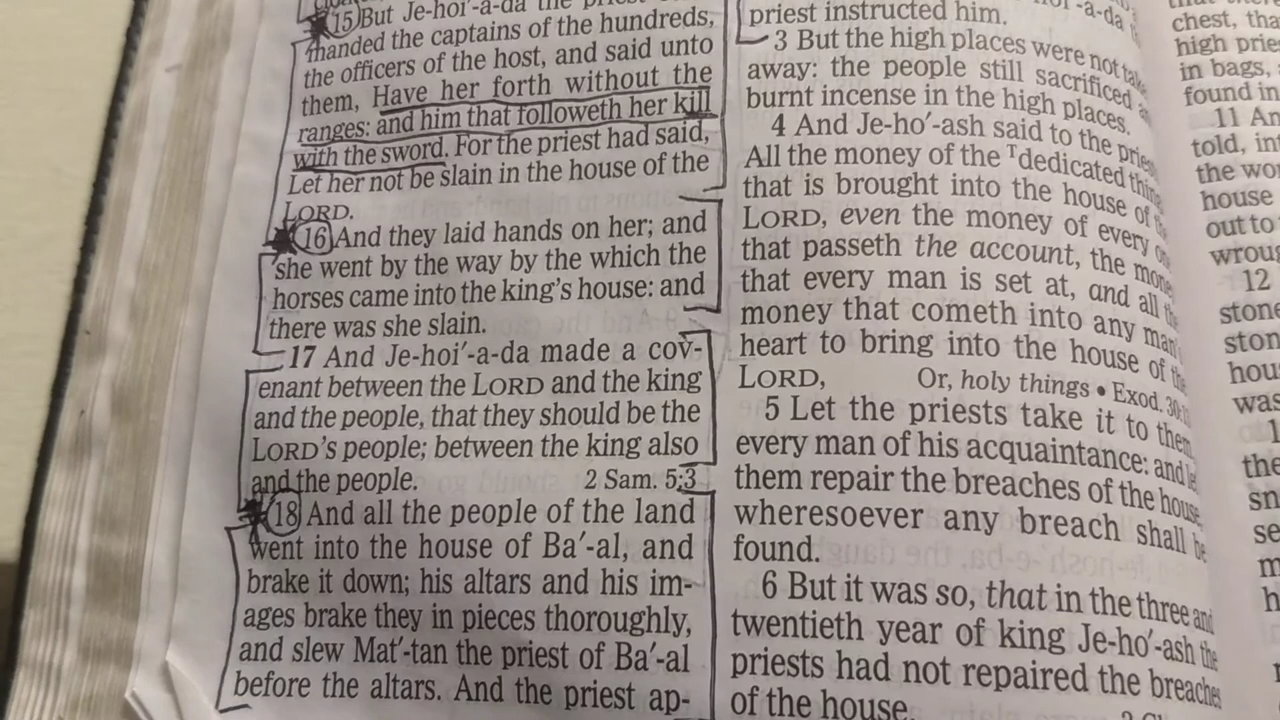 15 But Je-hoi′-a-da the
manded the captains of the hundreds,
the officers of the host, and said unto
them, Have her forth without the
ranges: and him that followeth her kill
with the sword. For the priest had said,
Let her not be slain in the house of the
LORD.
16 And they laid hands on her; and
she went by the way by the which the
horses came into the king's house: and
there was she slain.
17 And Je-hoi′-a-da made a cov-
enant between the LORD and the king
and the people, that they should be the
LORD'S people; between the king also
and the people. 2 Sam. 5:3
18 And all the people of the land
went into the house of Ba′-al, and
brake it down; his altars and his im-
ages brake they in pieces thoroughly,
and slew Mat′-tan the priest of Ba′-al
before the altars. And the priest ap-
priest instructed him.
3 But the high places were not
away: the people still sacrificed
burnt incense in the high places.
4 And Je-ho′-ash said to the
All the money of the ᵀdedicated
that is brought into the house of
LORD, even the money of every
that passeth the account, the
that every man is set at, and all
money that cometh into any
heart to bring into the house of
LORD, Or, holy things • Exod.
5 Let the priests take it to them,
every man of his acquaintance: and
them repair the breaches of the house,
wheresoever any breach shall be
found.
6 But it was so, that in the three and
twentieth year of king Je-ho′-ash the
priests had not repaired the breaches
of the house.
chest,
high
in bags,
found in
11
told,
the
house
out to
12
the